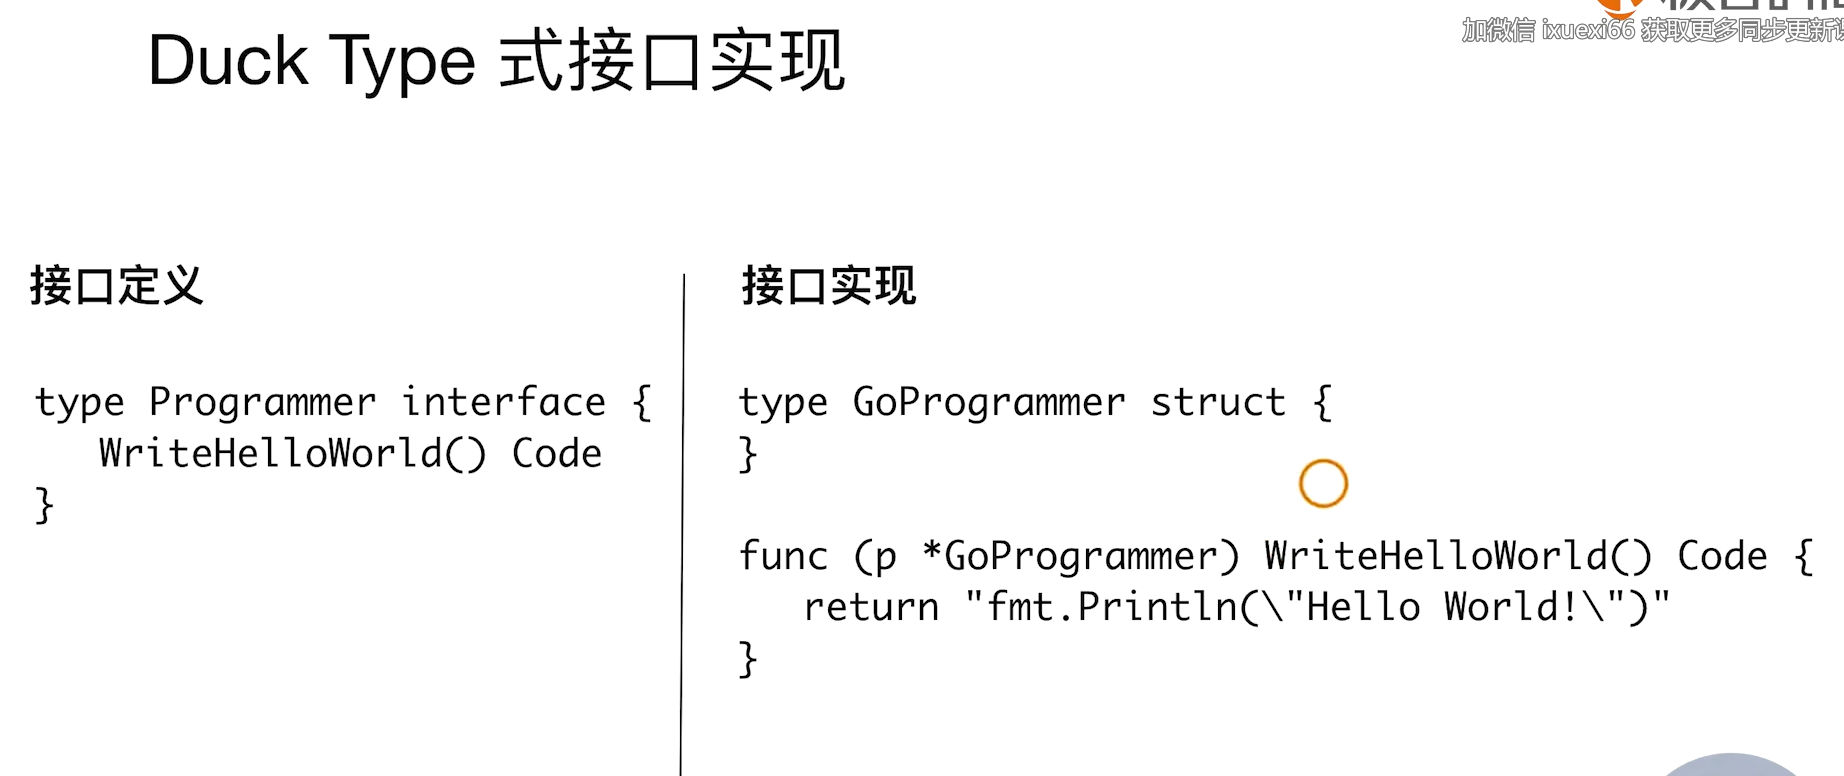 加微信 ixuexi66 获取更多同步更新
Duck Type 式接口实现
接口定义
type Programmer interface {
WriteHelloWorld() Code
}
接口实现
type GoProgrammer struct {
}
func (p *GoProgrammer) WriteHelloWorld() Code {
return "fmt.Println(\"Hello World!\")"
}